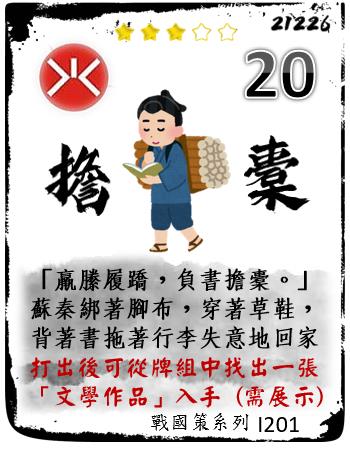 21226
20
擔 橐
「羸縢履蹻，負書擔橐。」
蘇秦綁著腳布，穿著草鞋，
背著書拖著行李失意地回家
打出後可從牌組中找出一張
「文學作品」入手（需展示）
戰國策系列 I201